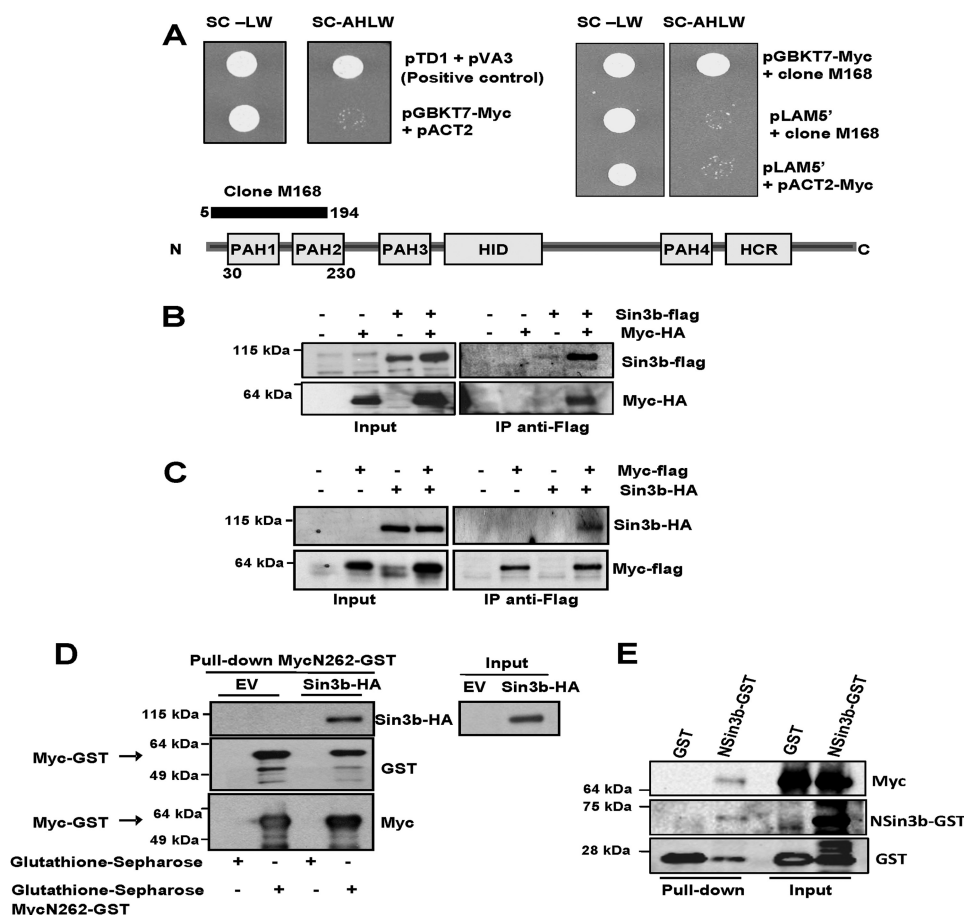 A
SC –LW SC-AHLW
pTD1 + pVA3
(Positive control)
pGBKT7-Myc
+ pACT2
SC –LW SC-AHLW
pGBKT7-Myc
+ clone M168
pLAM5'
+ clone M168
pLAM5'
+ pACT2-Myc
Clone M168
5 194
N PAH1 PAH2 PAH3 HID PAH4 HCR C
30 230
B
- - + + - - + + Sin3b-flag
- + - + - + - + Myc-HA
115 kDa Sin3b-flag
64 kDa Myc-HA
Input IP anti-Flag
C
- + - + - + - + Myc-flag
- - + + - - + + Sin3b-HA
115 kDa Sin3b-HA
64 kDa Myc-flag
Input IP anti-Flag
D
Pull-down MycN262-GST
EV Sin3b-HA
115 kDa Sin3b-HA
Myc-GST → 64 kDa
49 kDa GST
Myc-GST → 64 kDa Myc
49 kDa
Glutathione-Sepharose + - + -
Glutathione-Sepharose - + - +
MycN262-GST
Input
EV Sin3b-HA
E
GST NSin3b-GST GST NSin3b-GST
Myc
64 kDa
75 kDa
NSin3b-GST
28 kDa
GST
Pull-down Input